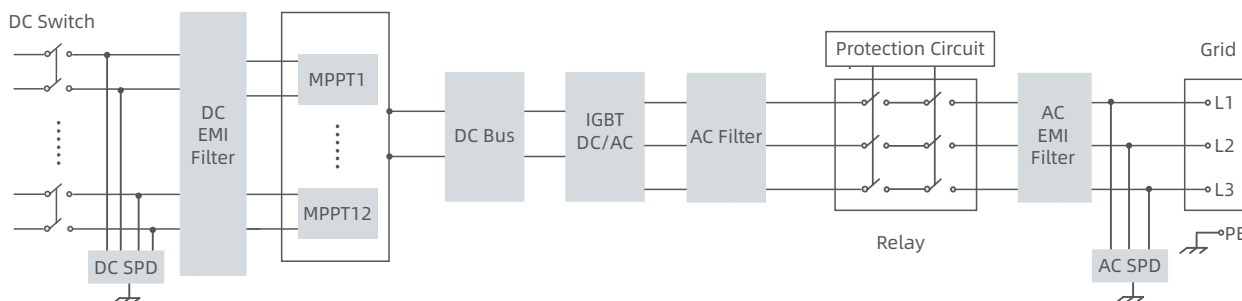 DC Switch
DC
EMI
Filter
MPPT1
MPPT12
DC SPD
DC Bus
IGBT
DC/AC
AC Filter
Protection Circuit
Relay
AC
EMI
Filter
Grid
L1
L2
L3
PE
AC SPD